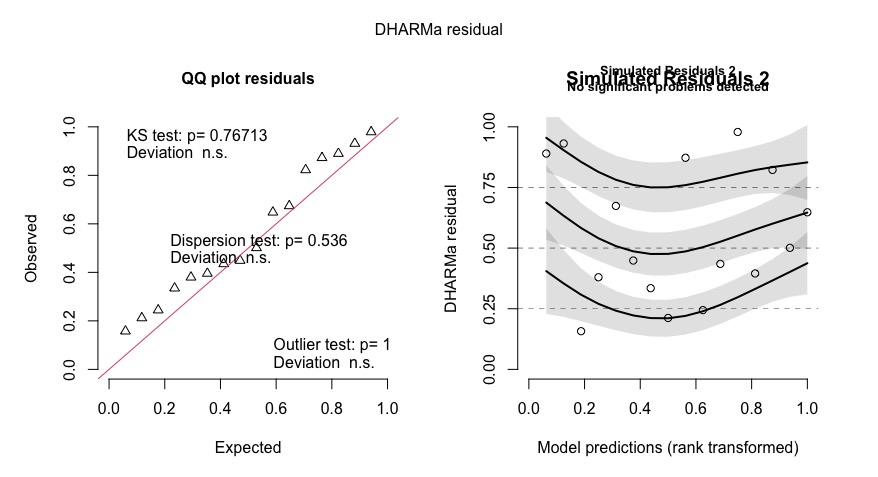 DHARMa residual
QQ plot residuals
KS test: p= 0.76713
Deviation n.s.
Dispersion test: p= 0.536
Deviation n.s.
Outlier test: p= 1
Deviation n.s.
Observed
0.0 0.2 0.4 0.6 0.8 1.0
0.0 0.2 0.4 0.6 0.8 1.0
Expected
Simulated Residuals 2
Simulated Residuals 2
No significant problems detected
DHARMa residual
0.00 0.25 0.50 0.75 1.00
0.0 0.2 0.4 0.6 0.8 1.0
Model predictions (rank transformed)